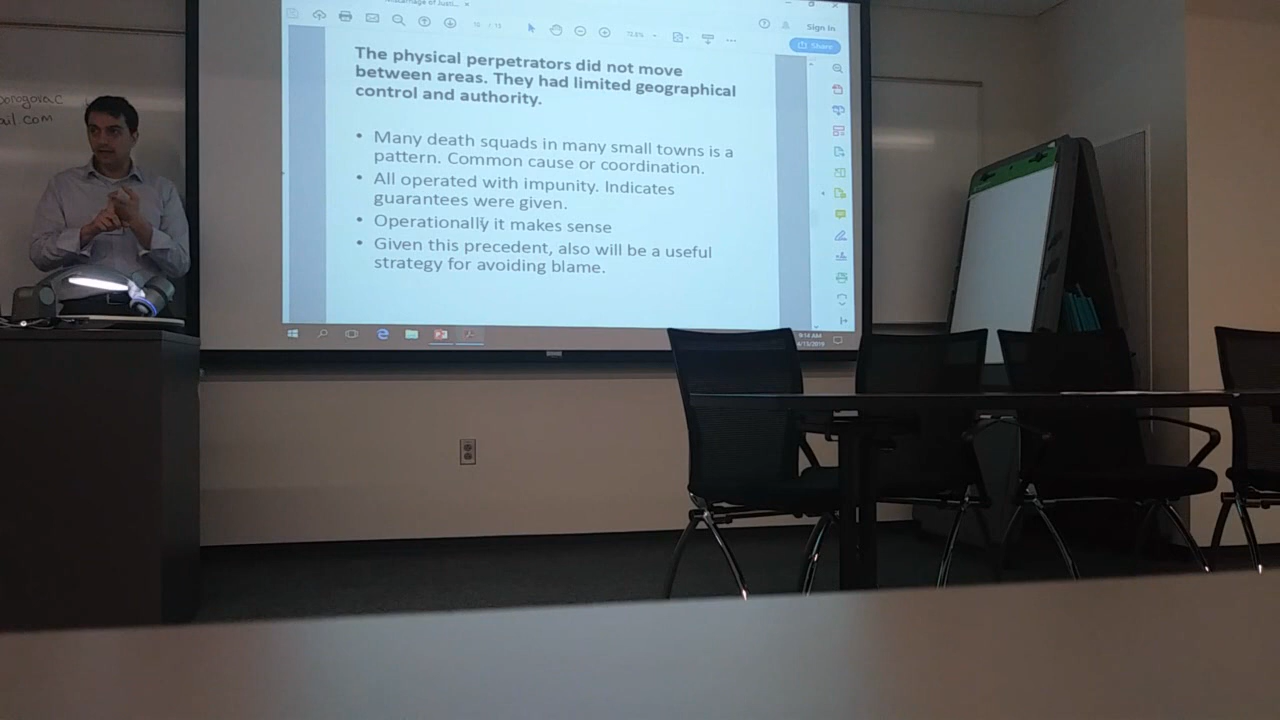 Sign In
Share
The physical perpetrators did not move
between areas. They had limited geographical
control and authority.
• Many death squads in many small towns is a
pattern. Common cause or coordination.
• All operated with impunity. Indicates
guarantees were given.
• Operationally it makes sense
• Given this precedent, also will be a useful
strategy for avoiding blame.